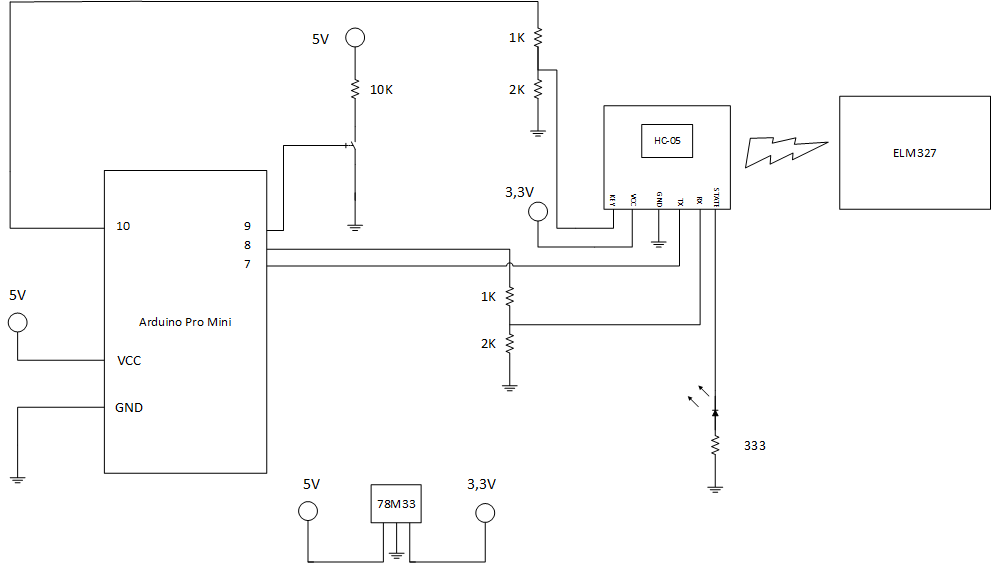 5V
10K
1K
2K
HC-05
ELM327
KEY
VCC
GND
TX
RX
STATE
3,3V
10
9
8
7
5V
Arduino Pro Mini
VCC
GND
1K
2K
333
5V
78M33
3,3V